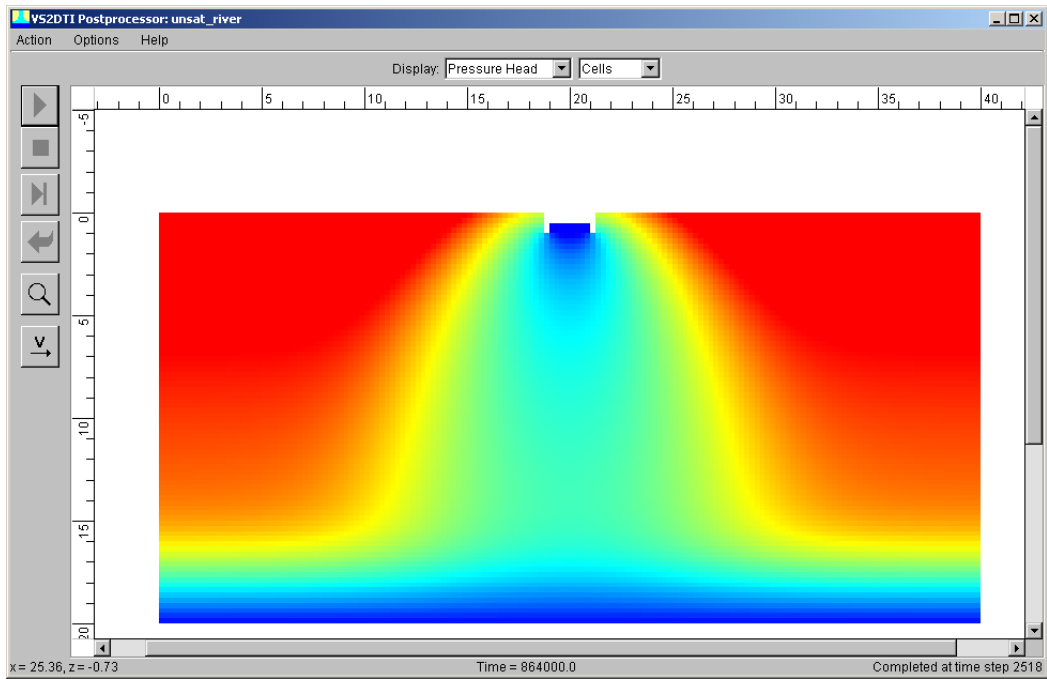 VS2DTI Postprocessor: unsat_river
Action Options Help
Display: Pressure Head Cells
0 5 10 15 20 25 30 35 40
-5
0
5
10
15
20
V
x = 25.36, z = -0.73 Time = 864000.0 Completed at time step 2518